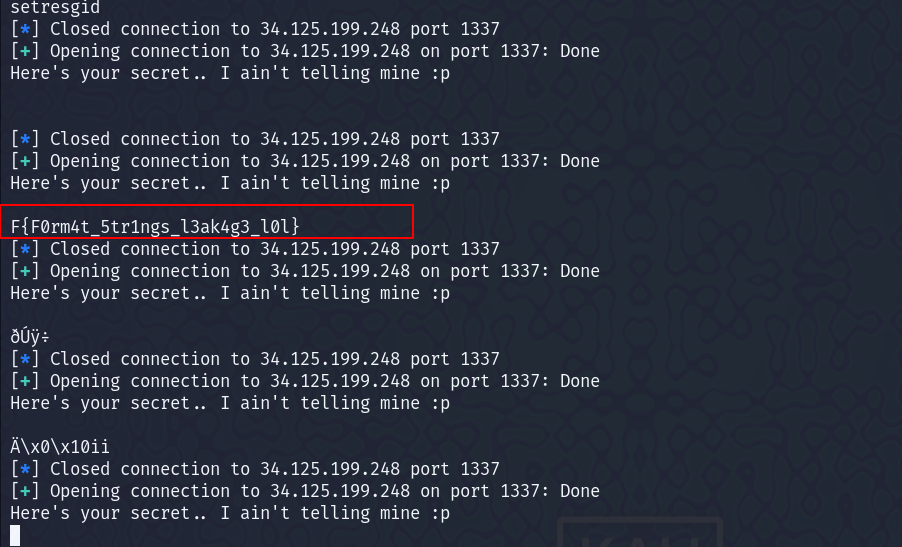 setresgid
[*] Closed connection to 34.125.199.248 port 1337
[+] Opening connection to 34.125.199.248 on port 1337: Done
Here's your secret.. I ain't telling mine :p
[*] Closed connection to 34.125.199.248 port 1337
[+] Opening connection to 34.125.199.248 on port 1337: Done
Here's your secret.. I ain't telling mine :p
F{F0rm4t_5tr1ngs_l3ak4g3_l0l}
[*] Closed connection to 34.125.199.248 port 1337
[+] Opening connection to 34.125.199.248 on port 1337: Done
Here's your secret.. I ain't telling mine :p
ðÚÿ÷
[*] Closed connection to 34.125.199.248 port 1337
[+] Opening connection to 34.125.199.248 on port 1337: Done
Here's your secret.. I ain't telling mine :p
Ä\x0\x10ii
[*] Closed connection to 34.125.199.248 port 1337
[+] Opening connection to 34.125.199.248 on port 1337: Done
Here's your secret.. I ain't telling mine :p